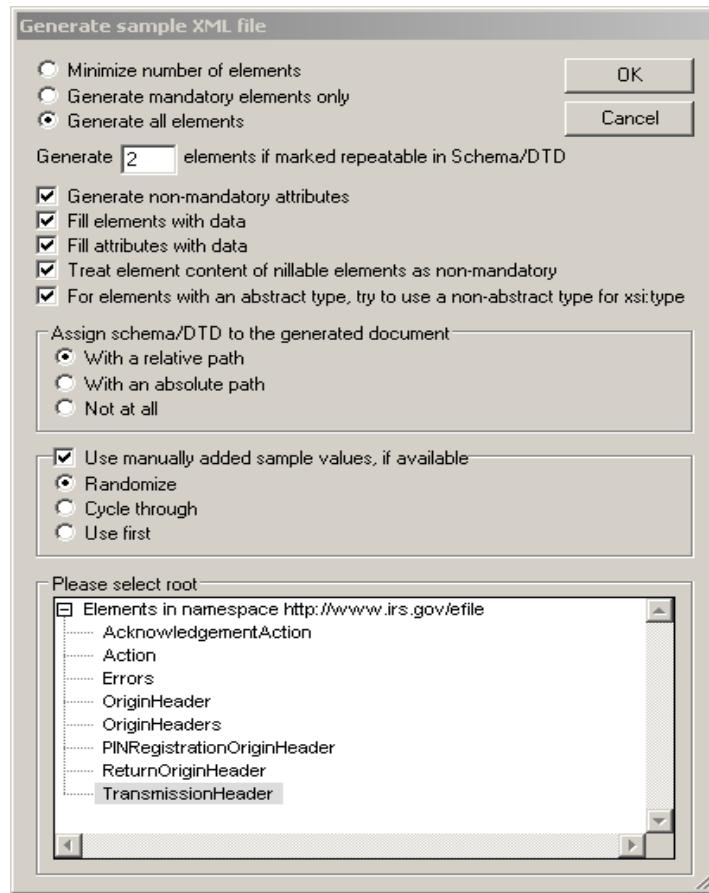 Generate sample XML file
Minimize number of elements
Generate mandatory elements only
Generate all elements
OK
Cancel
Generate 2 elements if marked repeatable in Schema/DTD
Generate non-mandatory attributes
Fill elements with data
Fill attributes with data
Treat element content of nillable elements as non-mandatory
For elements with an abstract type, try to use a non-abstract type for xsi:type
Assign schema/DTD to the generated document
With a relative path
With an absolute path
Not at all
Use manually added sample values, if available
Randomize
Cycle through
Use first
Please select root
Elements in namespace http://www.irs.gov/efile
AcknowledgementAction
Action
Errors
OriginHeader
OriginHeaders
PINRegistrationOriginHeader
ReturnOriginHeader
TransmissionHeader